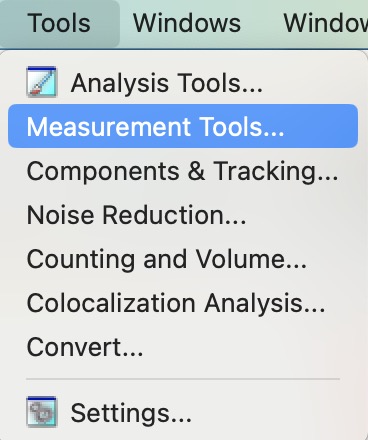 Tools Windows Window
Analysis Tools...
Measurement Tools...
Components & Tracking...
Noise Reduction...
Counting and Volume...
Colocalization Analysis...
Convert...
Settings...